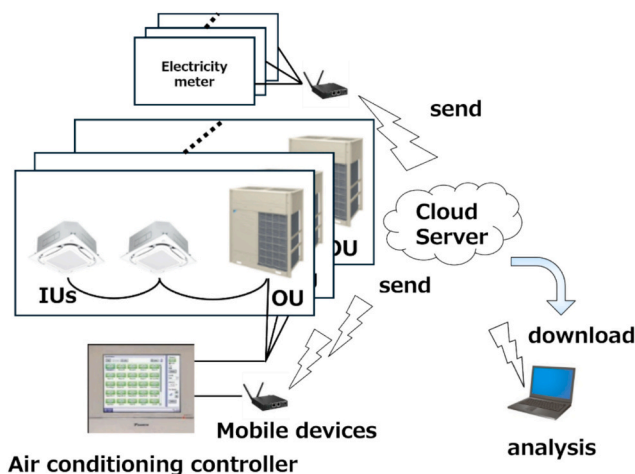 Electricity
meter
send
Cloud
Server
OU
send
IUs
OU
download
Mobile devices
analysis
Air conditioning controller